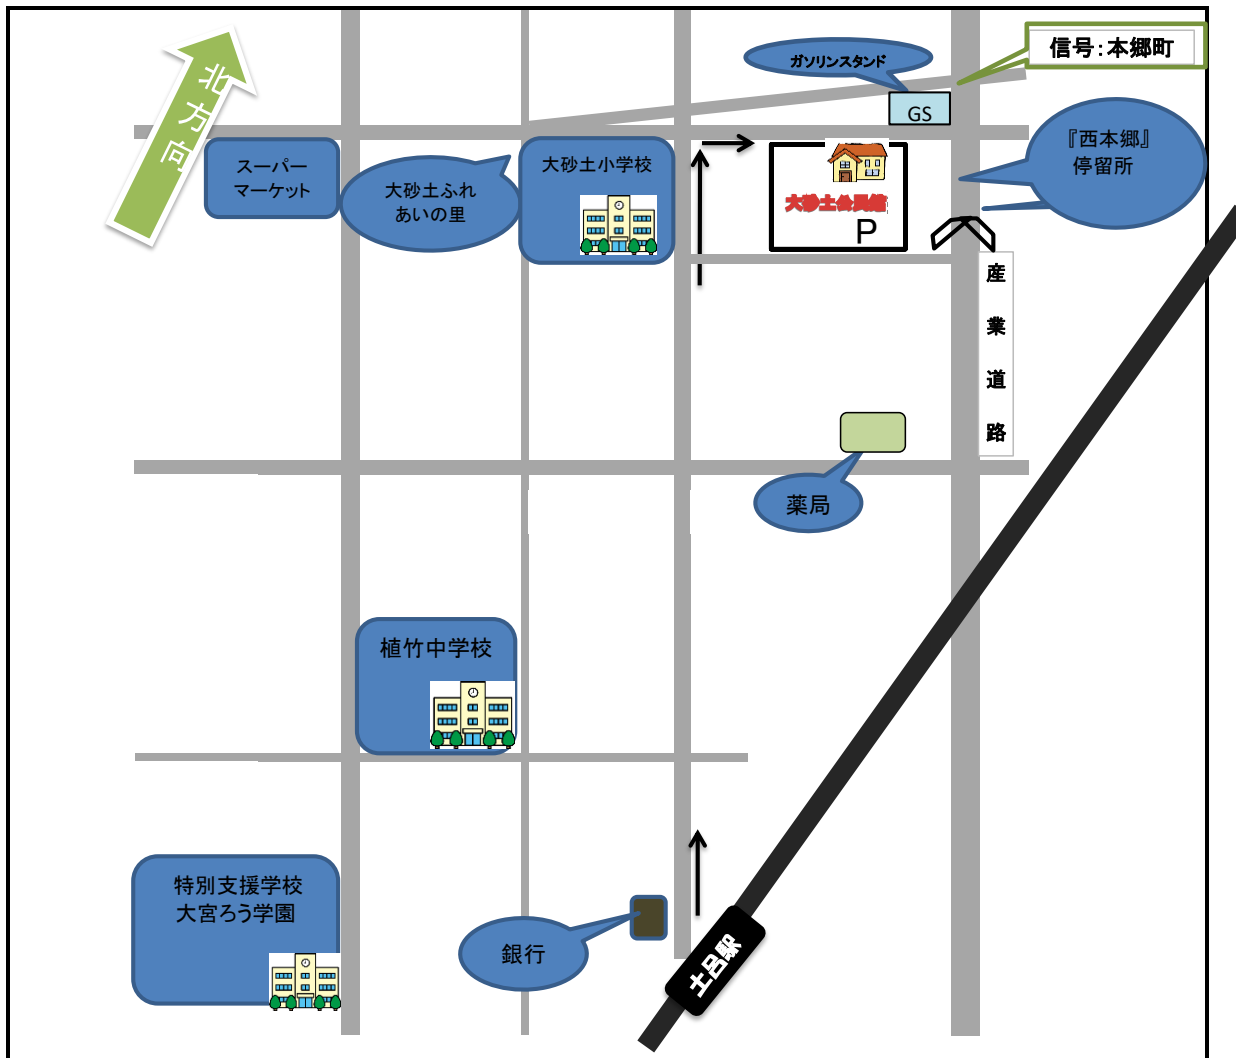 北方向
信号：本郷町
ガソリンスタンド
GS
『西本郷』
停留所
スーパー
マーケット
大砂土ふれ
あいの里
大砂土小学校
大砂土公民館
P
産業道路
薬局
植竹中学校
特別支援学校
大宮ろう学園
銀行
土呂駅